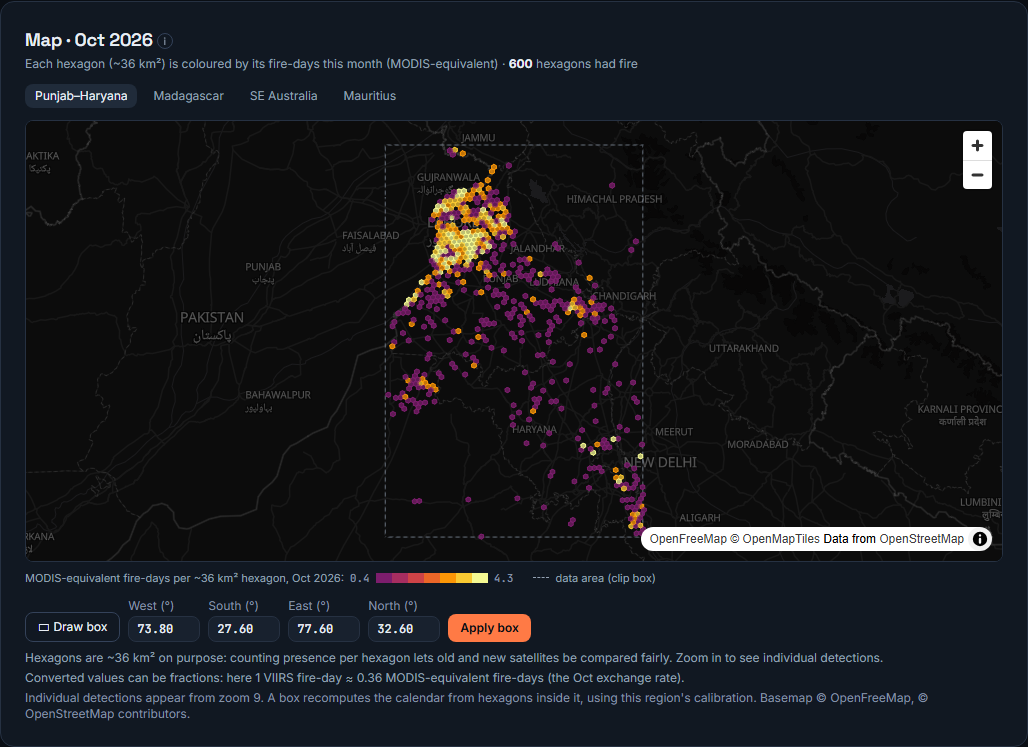 Map · Oct 2026 i
Each hexagon (~36 km²) is coloured by its fire-days this month (MODIS-equivalent) · 600 hexagons had fire
Punjab–Haryana Madagascar SE Australia Mauritius
JAMMU
AKTIKA
پکتیکا
GUJRANWALA
HIMACHAL PRADESH
FAISALABAD
فیصل آباد
JALANDHAR
PUNJAB
پنجاب
PUNJAB
LUDHIANA
CHANDIGARH
PAKISTAN
پاکستان
UTTARAKHAND
BAHAWALPUR
بہاولپور
KARNALI PROVINC
कर्णाली प्रदेश
HARYANA
MEERUT
MORADABAD
NEW DELHI
LUMBINI
ALIGARH
RKANA
OpenFreeMap © OpenMapTiles Data from OpenStreetMap i
MODIS-equivalent fire-days per ~36 km² hexagon, Oct 2026: 0.4 4.3 ---- data area (clip box)
West (°) South (°) East (°) North (°)
Draw box 73.80 27.60 77.60 32.60 Apply box
Hexagons are ~36 km² on purpose: counting presence per hexagon lets old and new satellites be compared fairly. Zoom in to see individual detections.
Converted values can be fractions: here 1 VIIRS fire-day ≈ 0.36 MODIS-equivalent fire-days (the Oct exchange rate).
Individual detections appear from zoom 9. A box recomputes the calendar from hexagons inside it, using this region's calibration. Basemap © OpenFreeMap, ©
OpenStreetMap contributors.